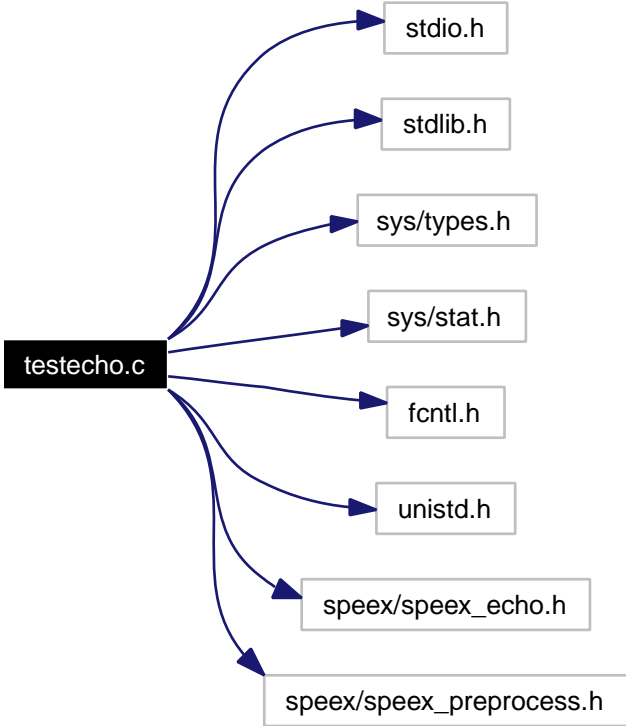 stdio.h
stdlib.h
sys/types.h
sys/stat.h
testecho.c
fcntl.h
unistd.h
speex/speex_echo.h
speex/speex_preprocess.h